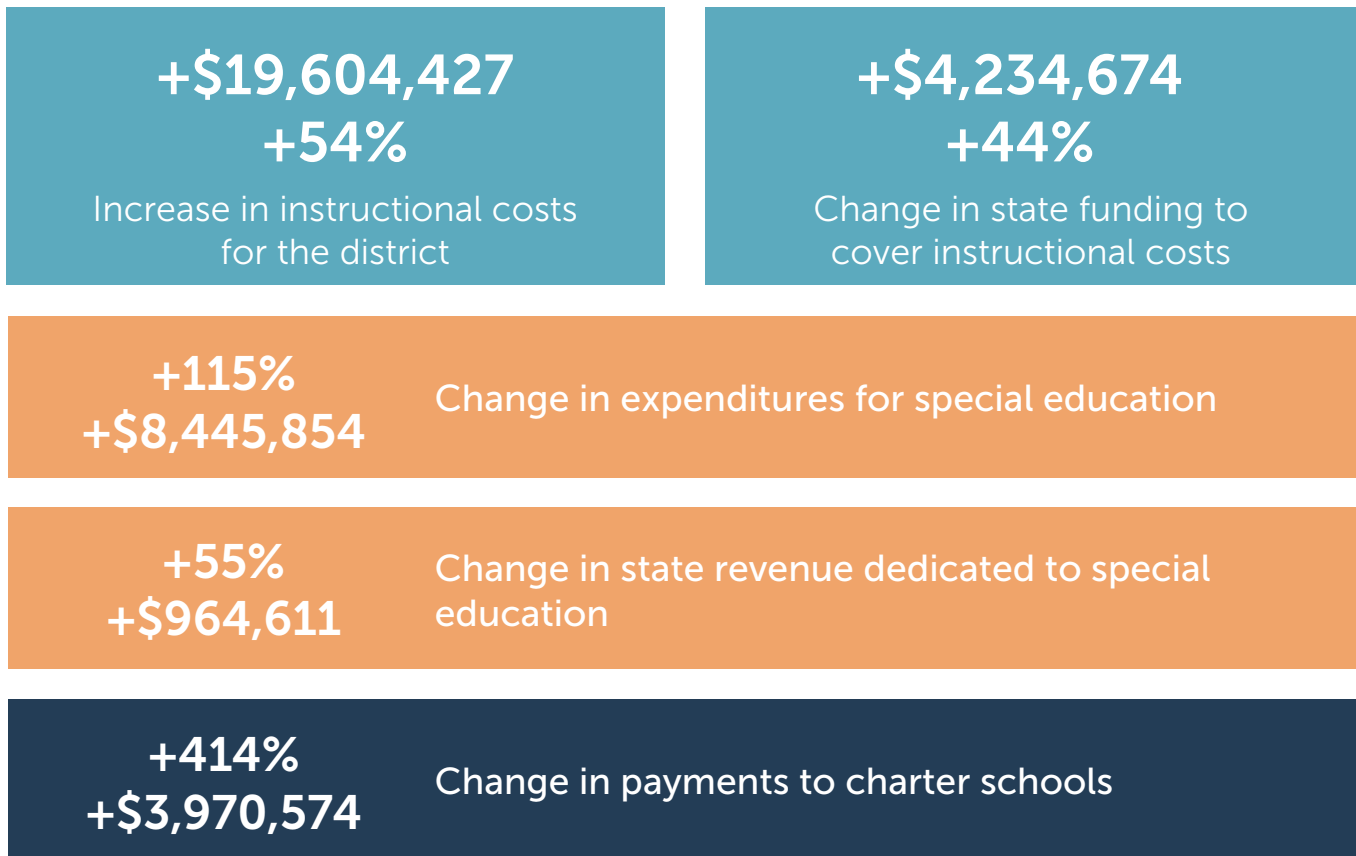 +$19,604,427
+54%
Increase in instructional costs
for the district
+$4,234,674
+44%
Change in state funding to
cover instructional costs
+115%
+$8,445,854
Change in expenditures for special education
+55%
+$964,611
Change in state revenue dedicated to special
education
+414%
+$3,970,574
Change in payments to charter schools